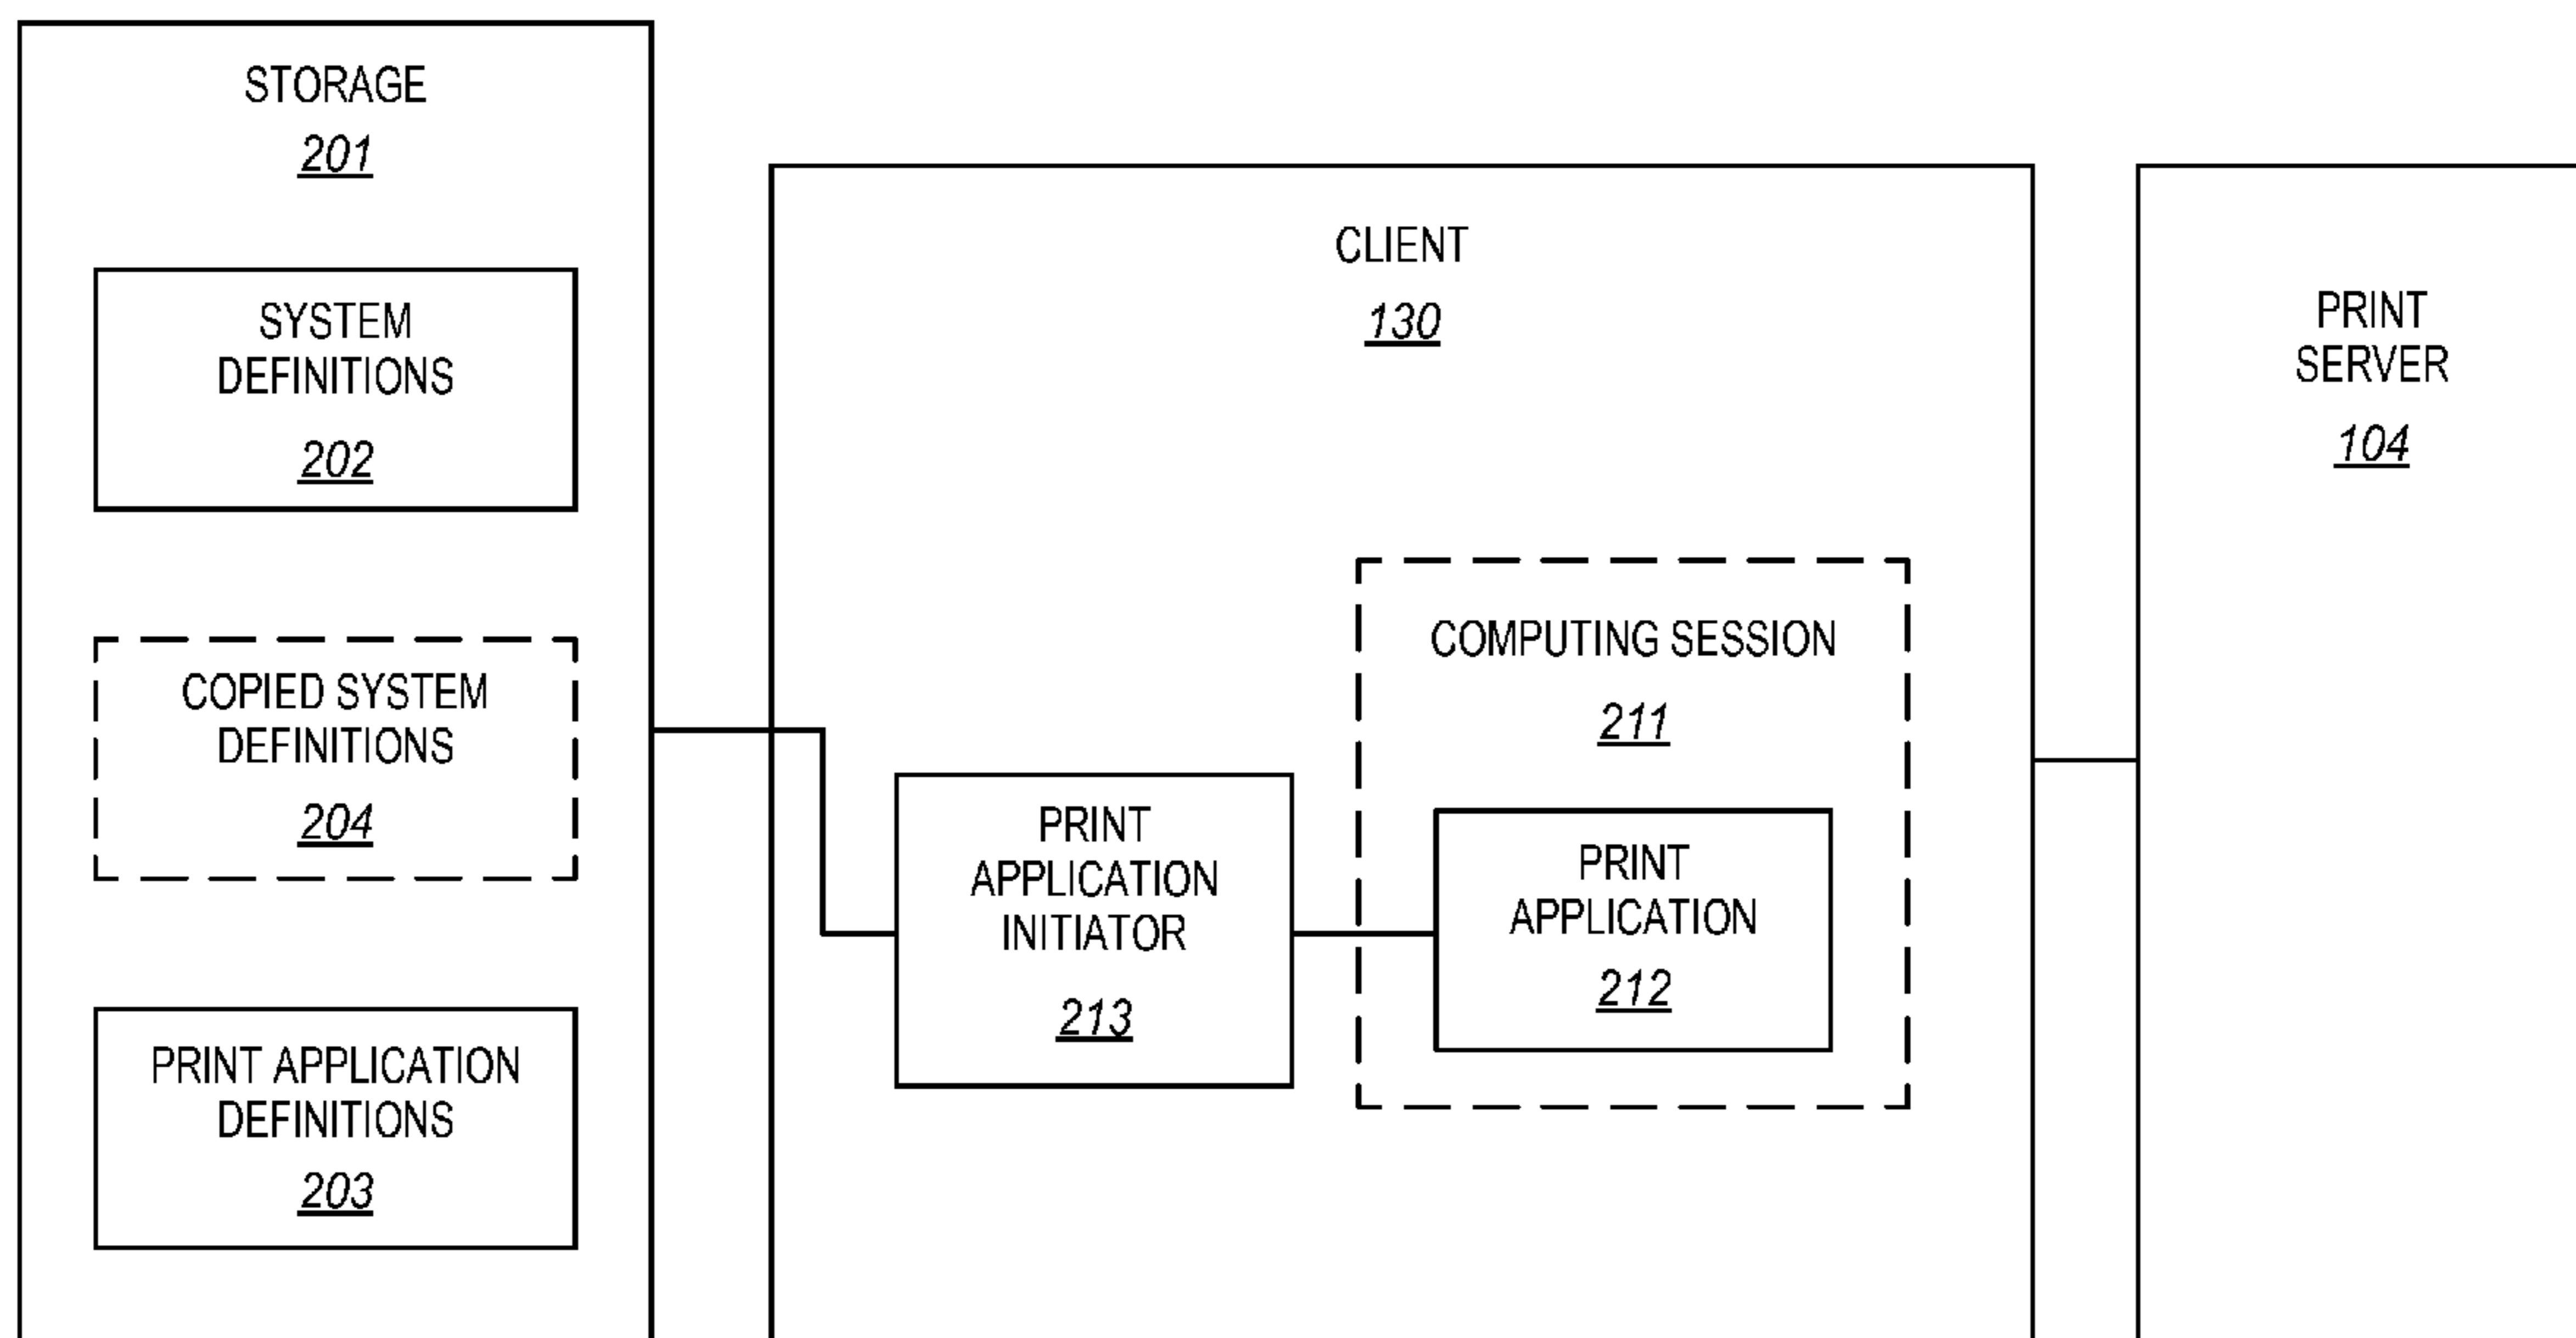 STORAGE
201
SYSTEM
DEFINITIONS
202
COPIED SYSTEM
DEFINITIONS
204
PRINT APPLICATION
DEFINITIONS
203
CLIENT
130
PRINT
APPLICATION
INITIATOR
213
COMPUTING SESSION
211
PRINT
APPLICATION
212
PRINT
SERVER
104